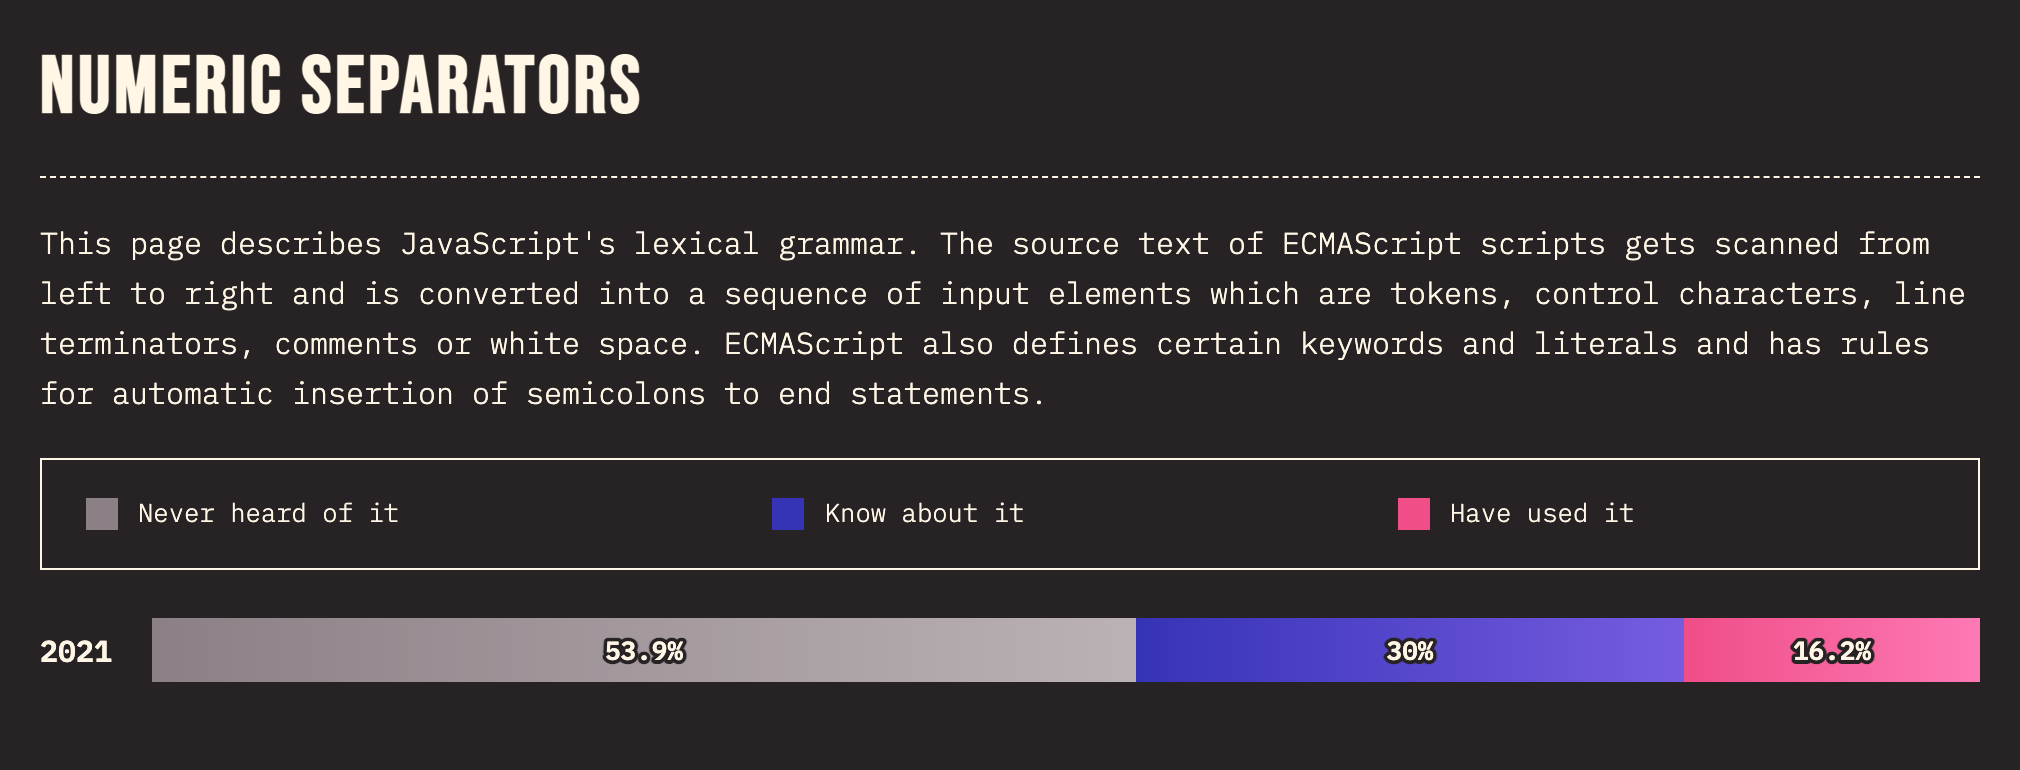 NUMERIC SEPARATORS
This page describes JavaScript's lexical grammar. The source text of ECMAScript scripts gets scanned from
left to right and is converted into a sequence of input elements which are tokens, control characters, line
terminators, comments or white space. ECMAScript also defines certain keywords and literals and has rules
for automatic insertion of semicolons to end statements.
Never heard of it Know about it Have used it
2021 53.9% 30% 16.2%